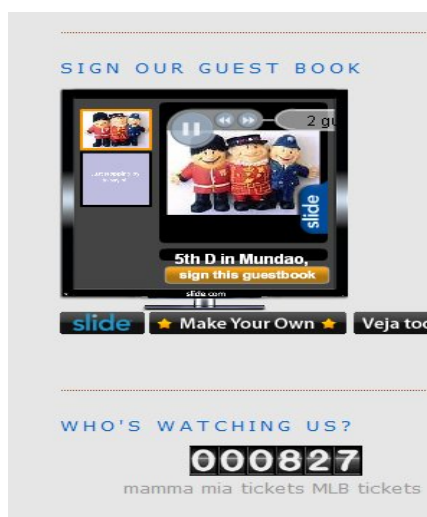 SIGN OUR GUEST BOOK
2 gu
slide
5th D in Mundao,
sign this guestbook
slide.com
slide Make Your Own Veja too
WHO'S WATCHING US?
000827
mamma mia tickets MLB tickets